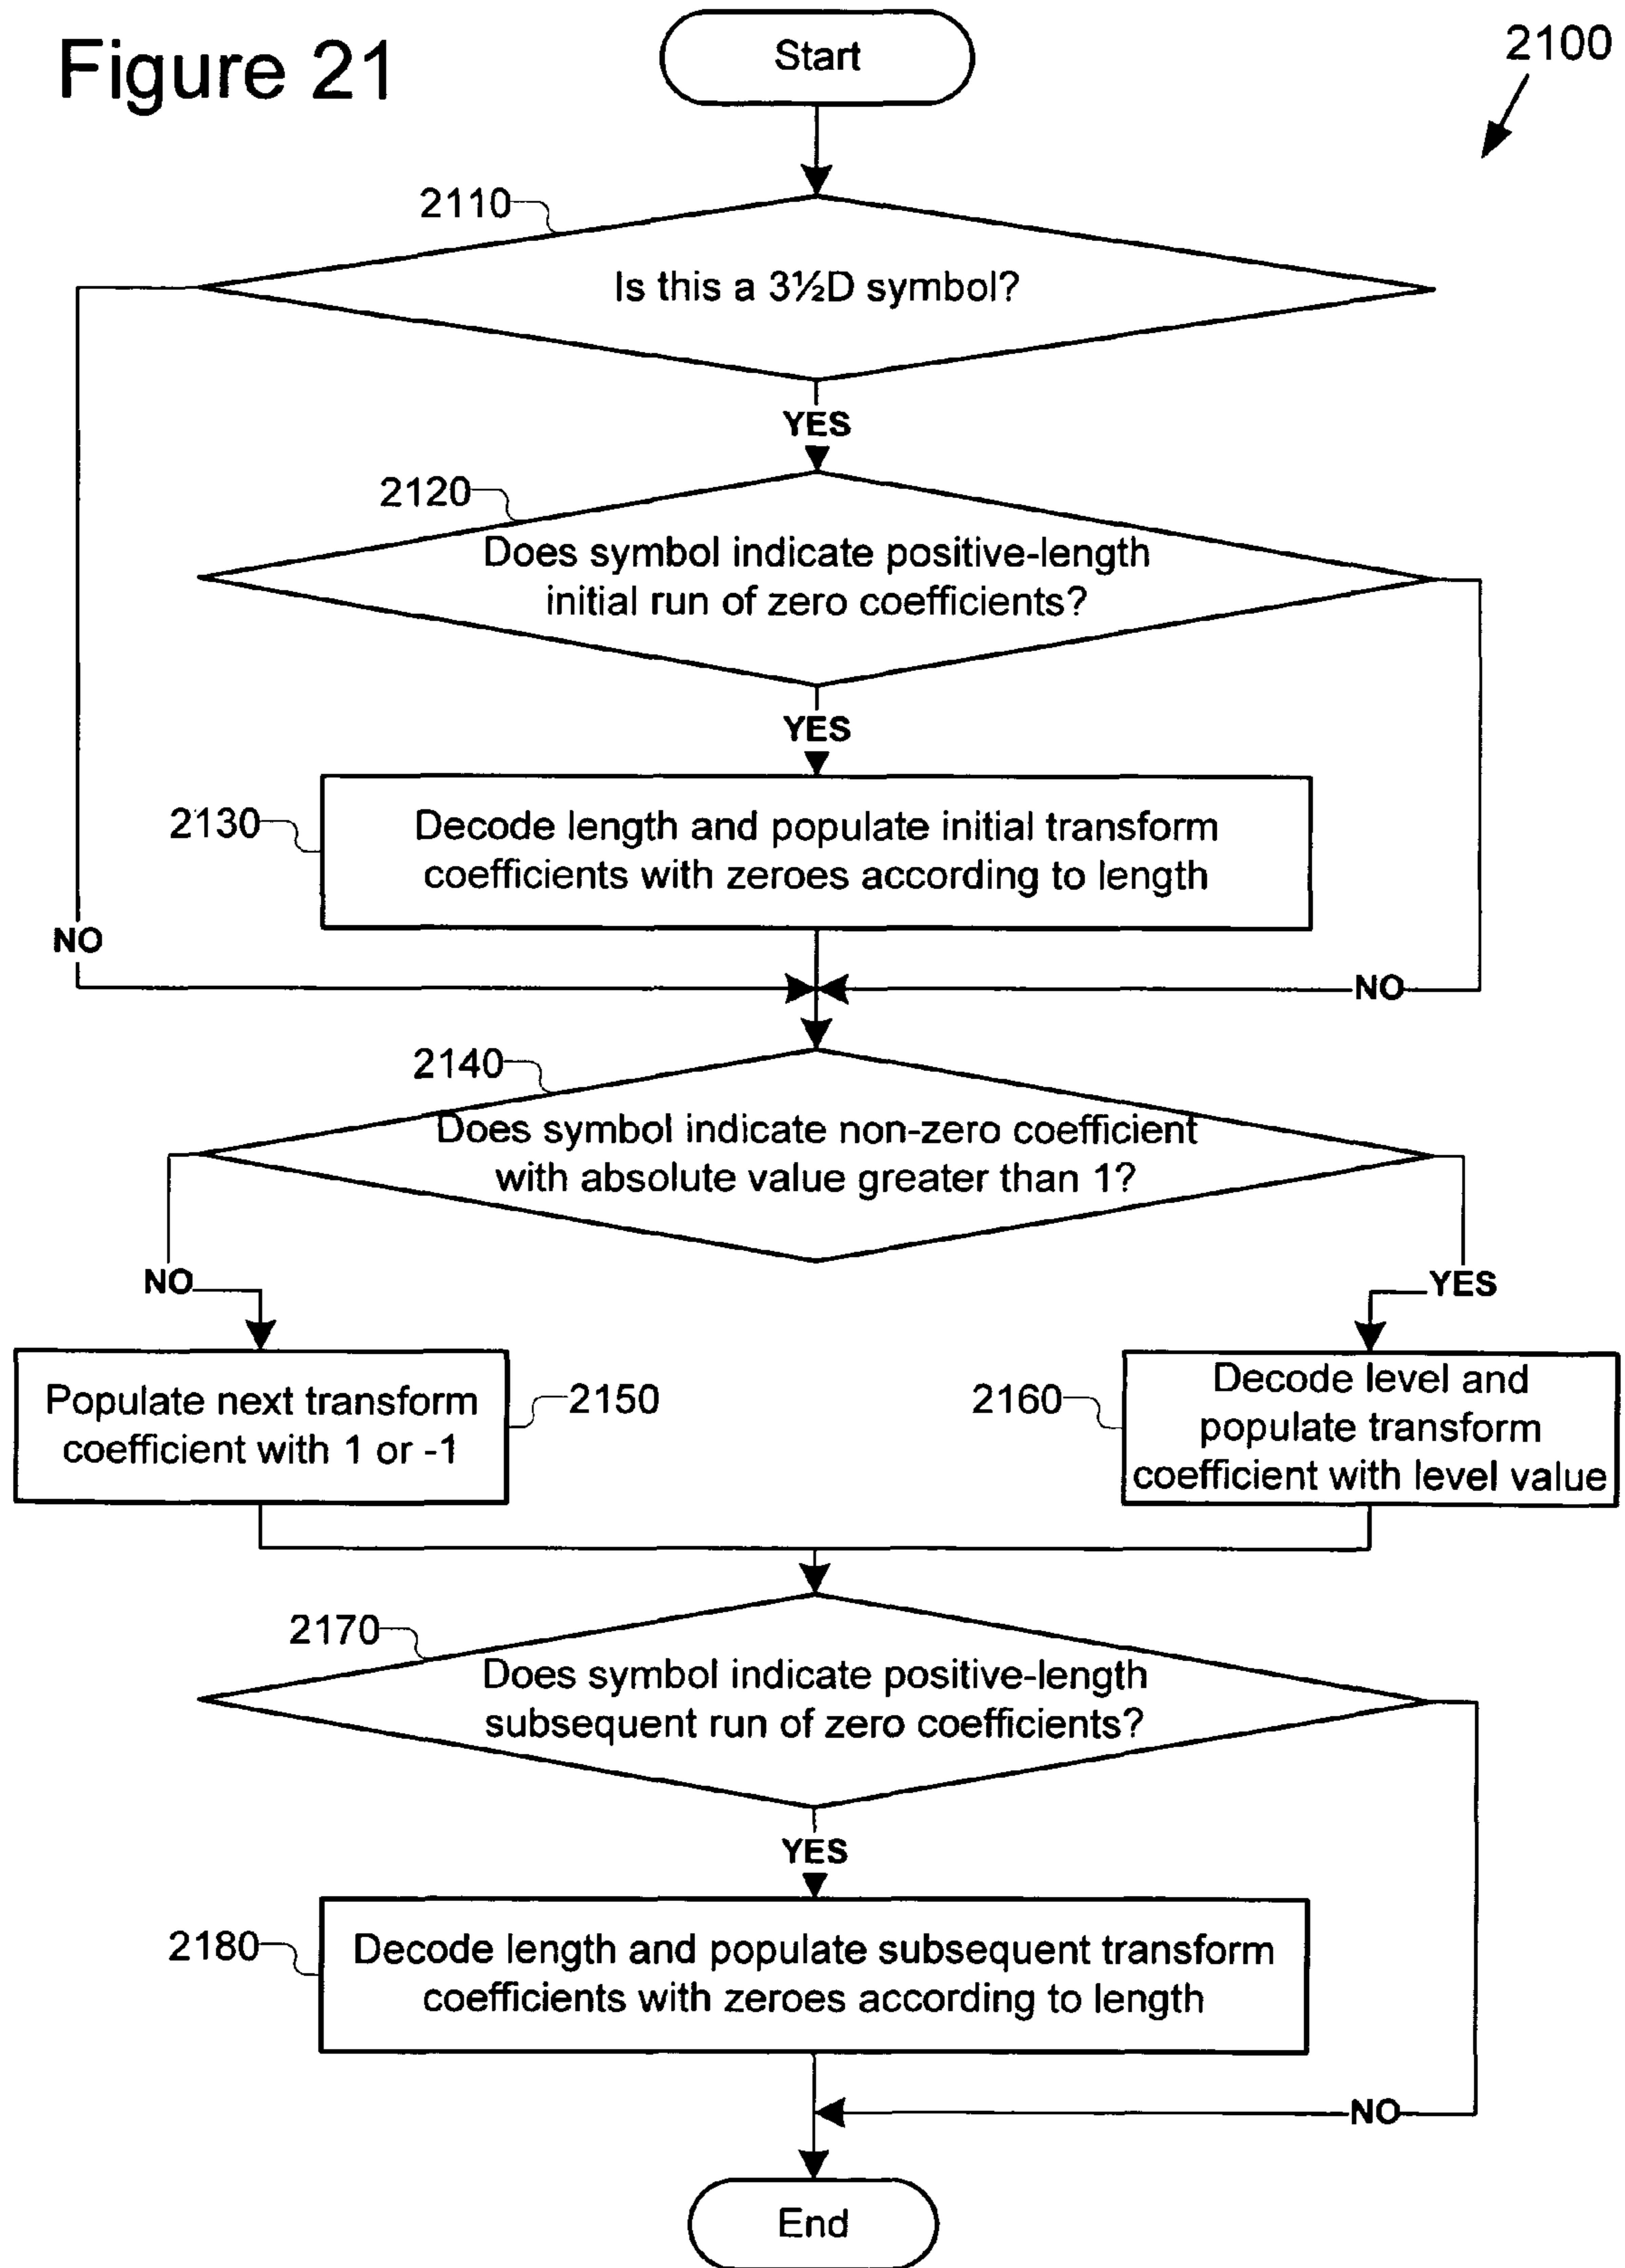 Figure 21
Start
2100
2110
Is this a 3½D symbol?
YES
2120
Does symbol indicate positive-length
initial run of zero coefficients?
YES
2130
Decode length and populate initial transform
coefficients with zeroes according to length
NO
NO
2140
Does symbol indicate non-zero coefficient
with absolute value greater than 1?
NO
YES
Populate next transform
coefficient with 1 or -1
2150
2160
Decode level and
populate transform
coefficient with level value
2170
Does symbol indicate positive-length
subsequent run of zero coefficients?
YES
2180
Decode length and populate subsequent transform
coefficients with zeroes according to length
NO
End